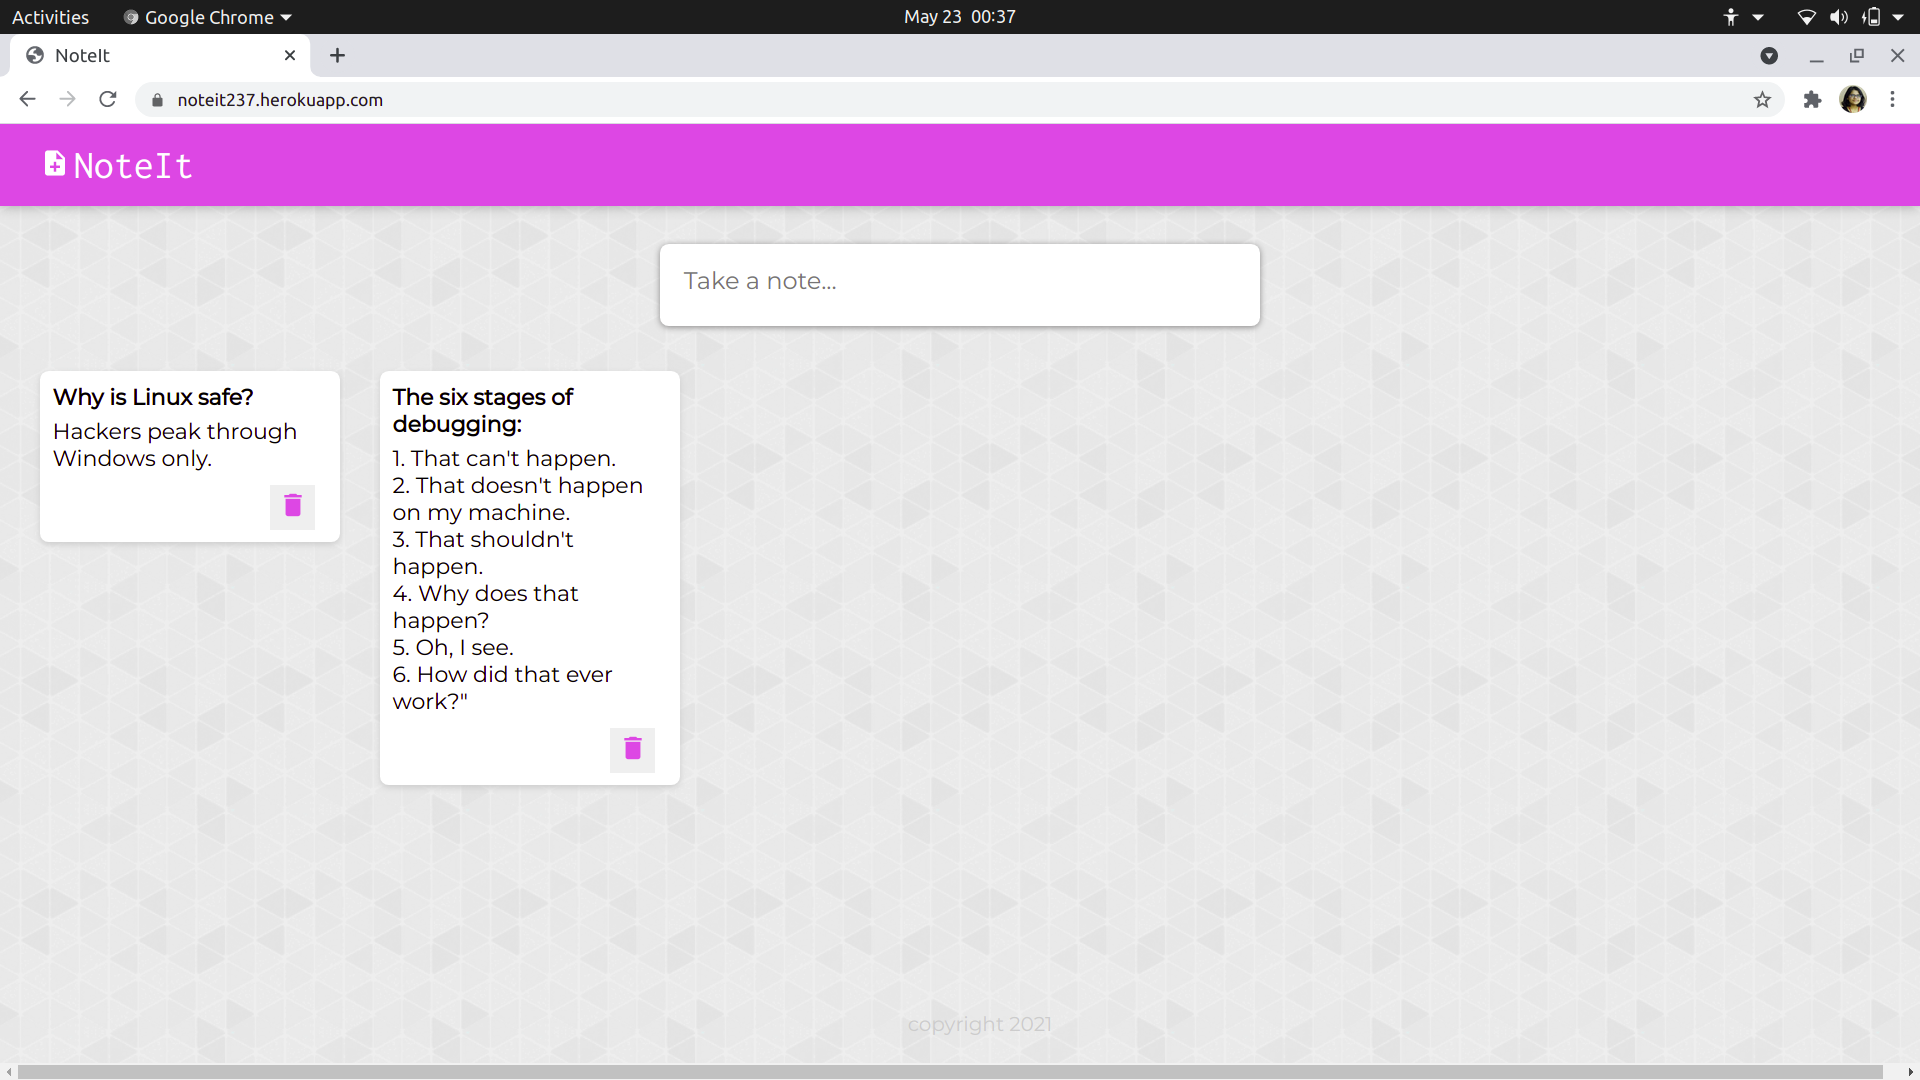 Activities Google Chrome May 23 00:37
NoteIt
noteit237.herokuapp.com
NoteIt
Take a note...
Why is Linux safe?
Hackers peak through
Windows only.
The six stages of
debugging:
1. That can't happen.
2. That doesn't happen
on my machine.
3. That shouldn't
happen.
4. Why does that
happen?
5. Oh, I see.
6. How did that ever
work?"
copyright 2021